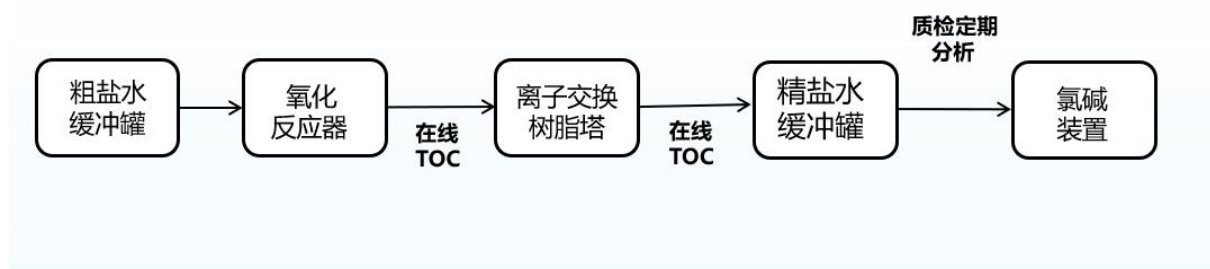 粗盐水
缓冲罐
氧化
反应器
在线
TOC
离子交换
树脂塔
在线
TOC
精盐水
缓冲罐
质检定期
分析
氯碱
装置